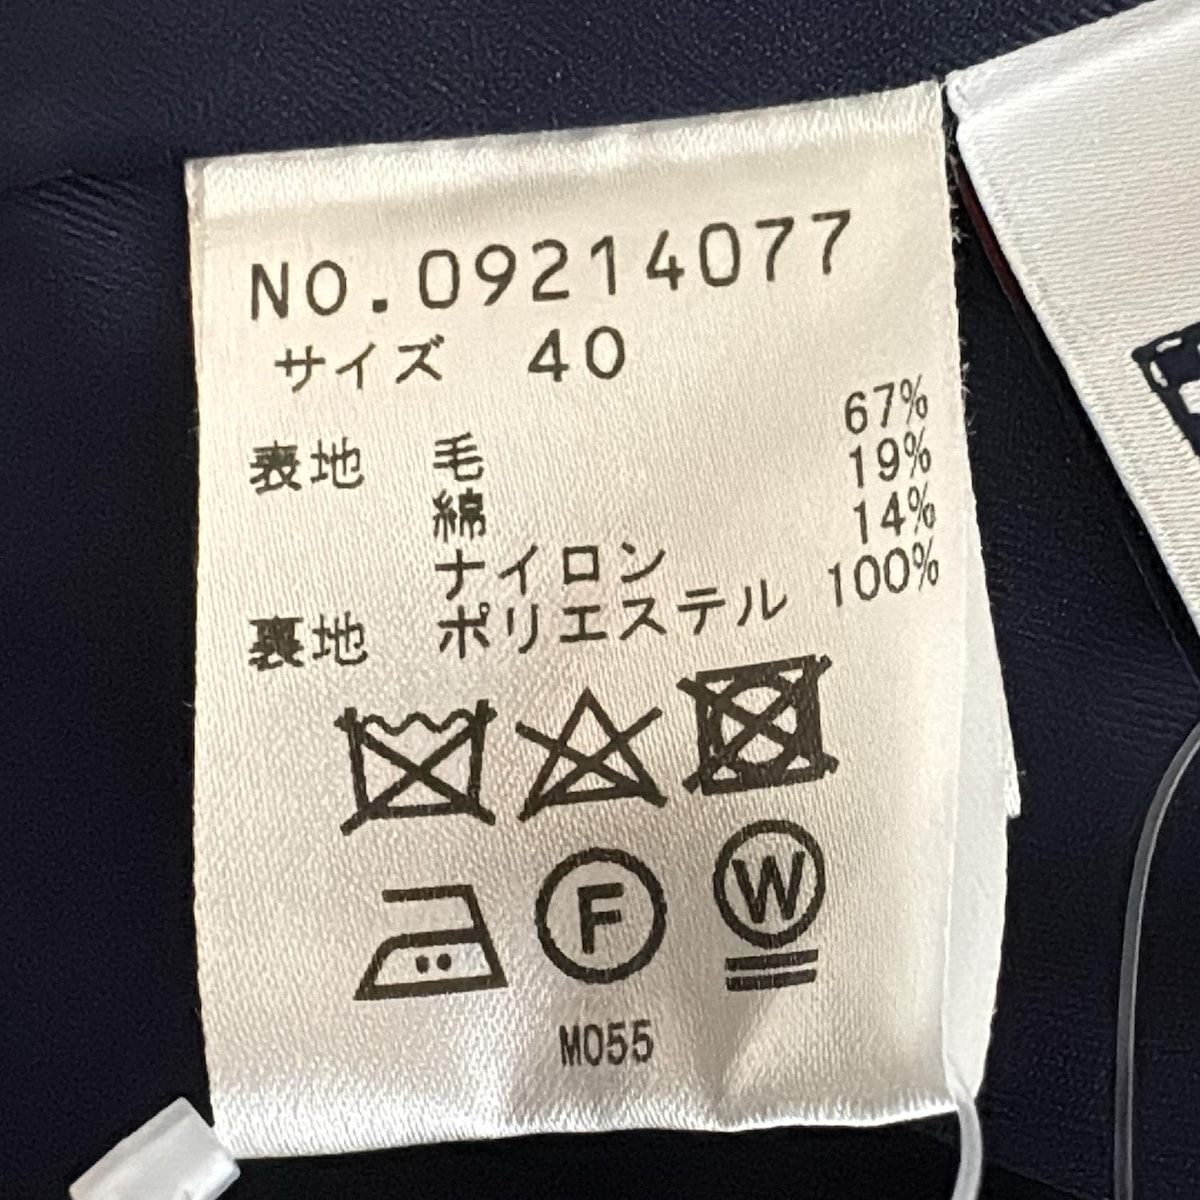 NO.09214077
サイズ 40
表地 毛 67%
綿 19%
ナイロン 14%
裏地 ポリエステル 100%
F
W
M055